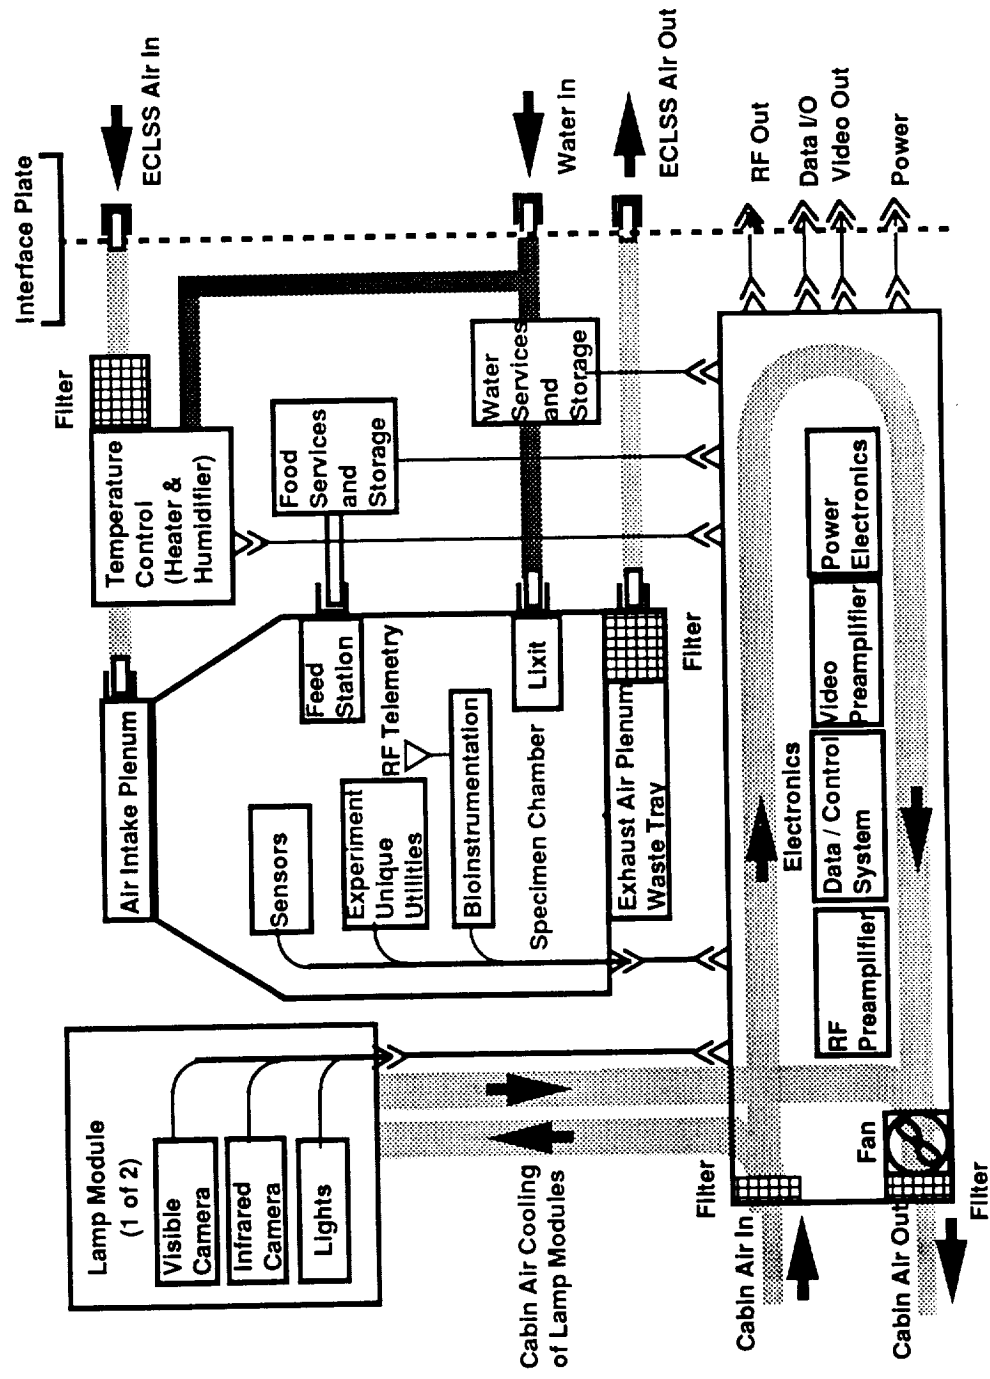 Interface Plate
ECLSS Air In
Water In
ECLSS Air Out
RF Out
Data I/O
Video Out
Power
Filter
Temperature
Control
(Heater &
Humidifier)
Food
Services
and
Storage
Water
Services
and
Storage
Air Intake Plenum
Feed
Station
RF Telemetry
Lixit
Filter
Sensors
Experiment
Unique
Utilities
Bioinstrumentation
Specimen Chamber
Exhaust Air Plenum
Waste Tray
Lamp Module
(1 of 2)
Visible
Camera
Infrared
Camera
Lights
Cabin Air Cooling
of Lamp Modules
Electronics
RF
Preamplifier
Data / Control
System
Video
Preamplifier
Power
Electronics
Fan
Filter
Cabin Air In
Cabin Air Out
Filter